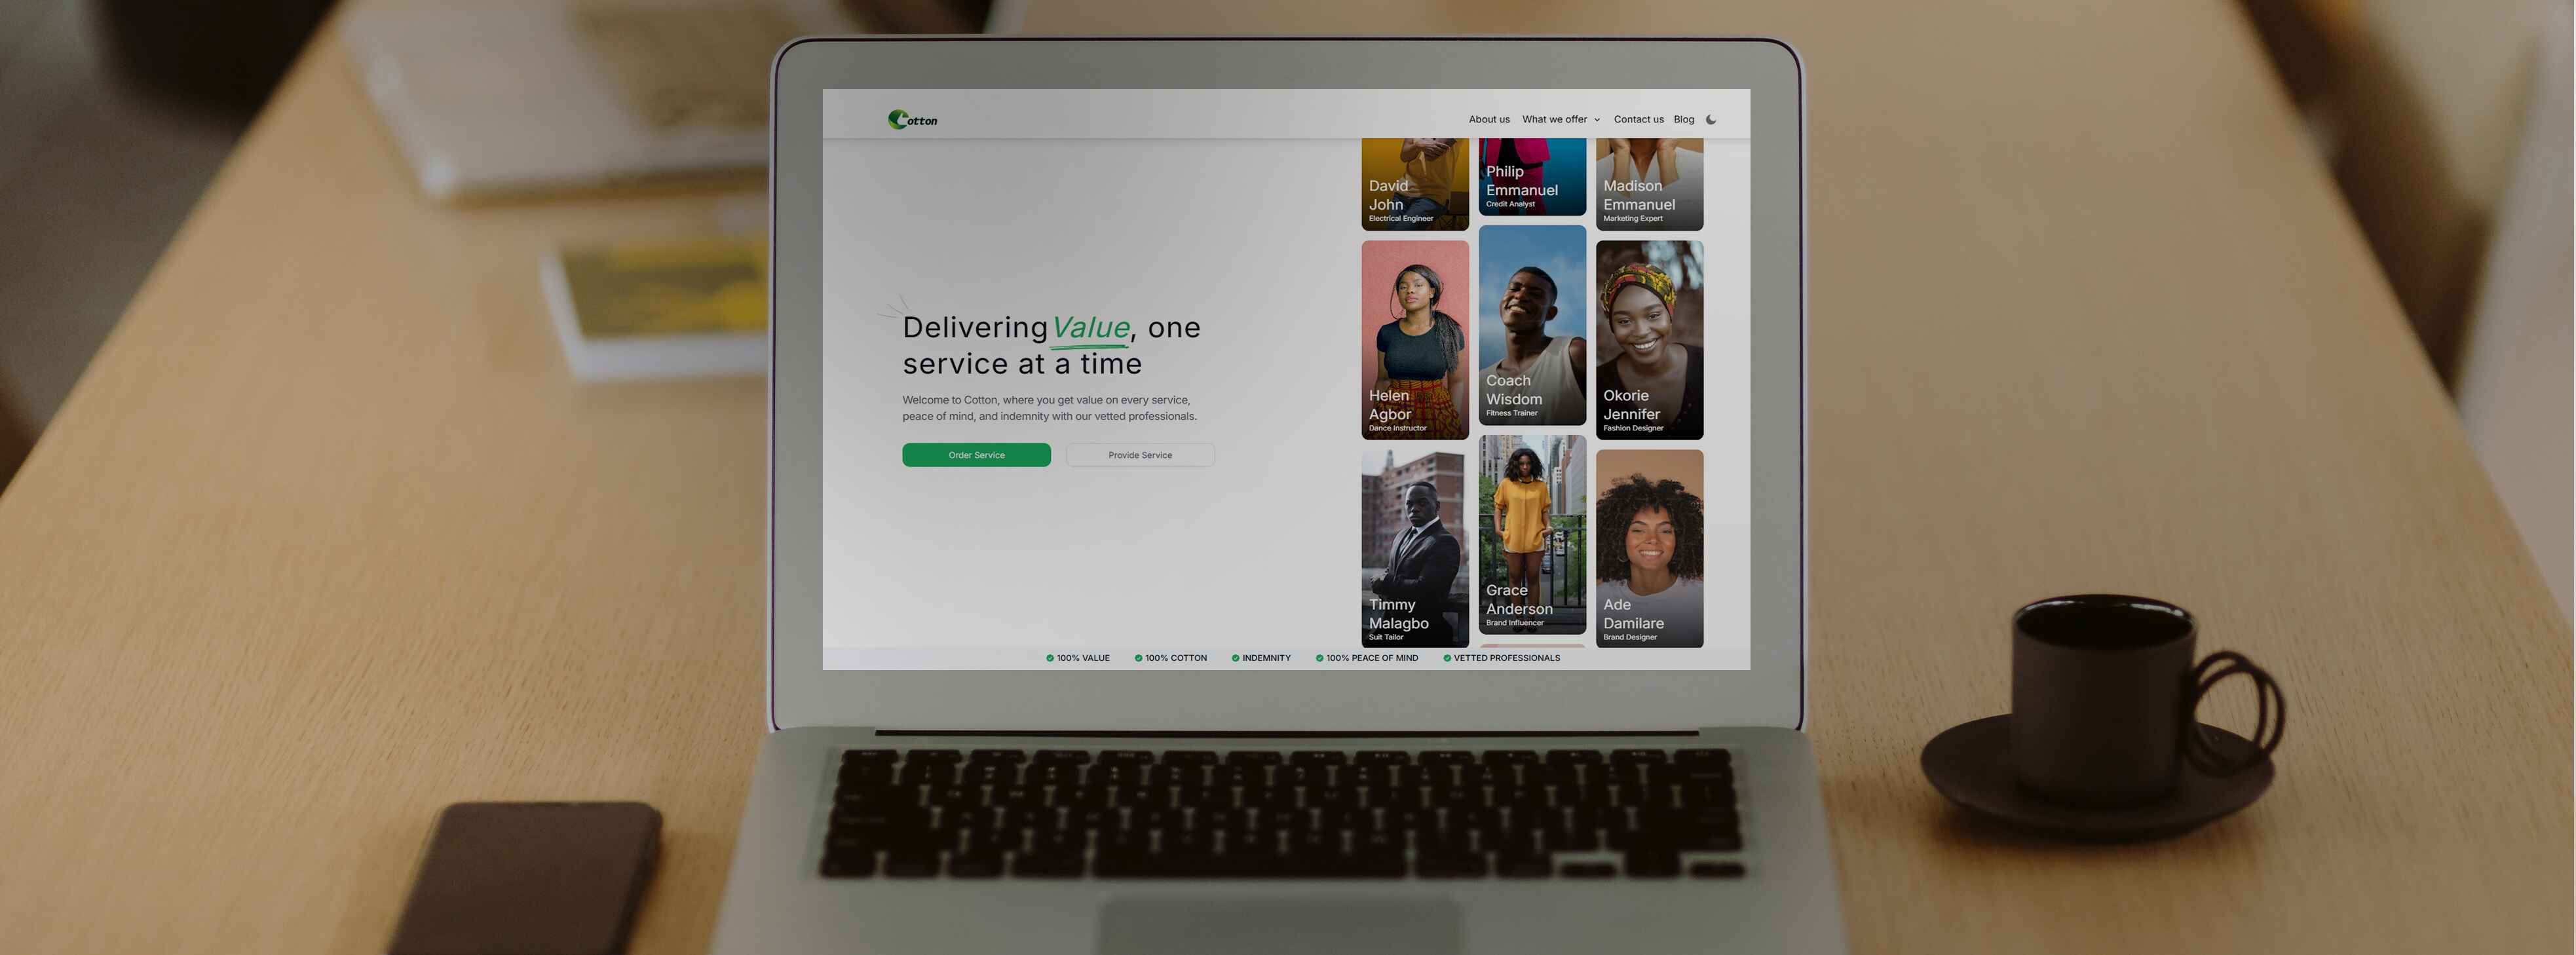 Cotton
About us What we offer Contact us Blog
Delivering Value, one
service at a time
Welcome to Cotton, where you get value on every service,
peace of mind, and indemnity with our vetted professionals.
Order Service
Provide Service
David
John
Electrical Engineer
Philip
Emmanuel
Credit Analyst
Madison
Emmanuel
Marketing Expert
Helen
Agbor
Dance Instructor
Coach
Wisdom
Fitness Trainer
Okorie
Jennifer
Fashion Designer
Timmy
Malagbo
Suit Tailor
Grace
Anderson
Brand Influencer
Ade
Damilare
Brand Designer
100% VALUE
100% COTTON
INDEMNITY
100% PEACE OF MIND
VETTED PROFESSIONALS